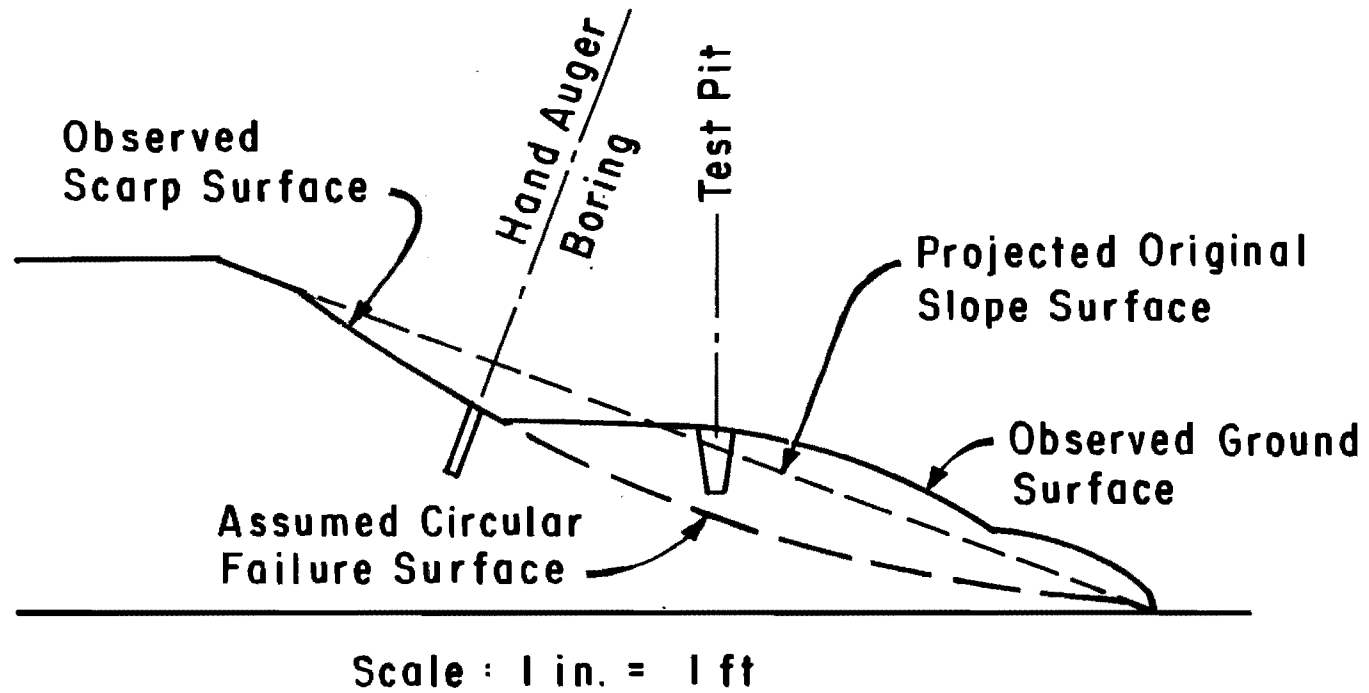 Observed
Scarp Surface
Hand Auger
Boring
Test Pit
Projected Original
Slope Surface
Observed Ground
Surface
Assumed Circular
Failure Surface
Scale : 1 in. = 1 ft